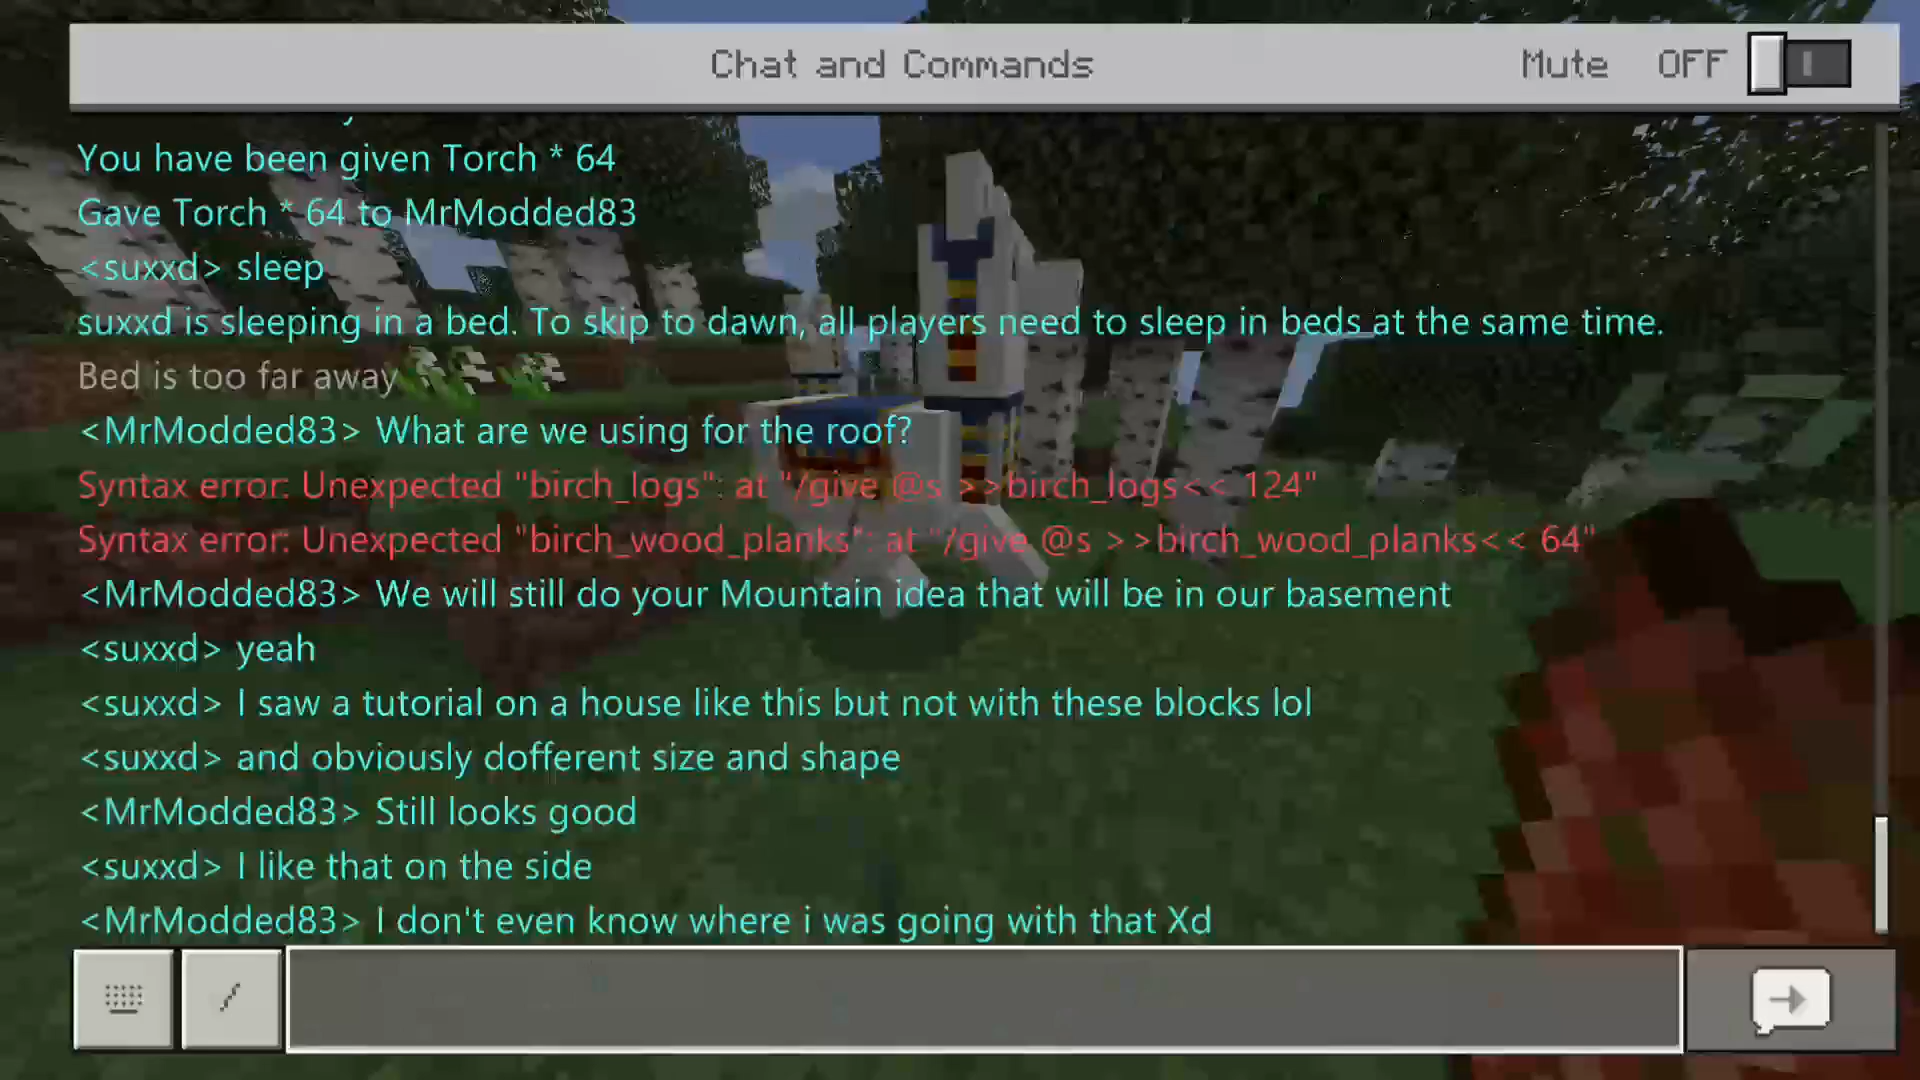 Chat and Commands
Mute OFF
You have been given Torch * 64
Gave Torch * 64 to MrModded83
<suxxd> sleep
suxxd is sleeping in a bed. To skip to dawn, all players need to sleep in beds at the same time.
Bed is too far away
<MrModded83> What are we using for the roof?
Syntax error: Unexpected "birch_logs": at "/give @s >>birch_logs<< 124"
Syntax error: Unexpected "birch_wood_planks": at "/give @s >>birch_wood_planks<< 64"
<MrModded83> We will still do your Mountain idea that will be in our basement
<suxxd> yeah
<suxxd> I saw a tutorial on a house like this but not with these blocks lol
<suxxd> and obviously dofferent size and shape
<MrModded83> Still looks good
<suxxd> I like that on the side
<MrModded83> I don't even know where i was going with that Xd
/